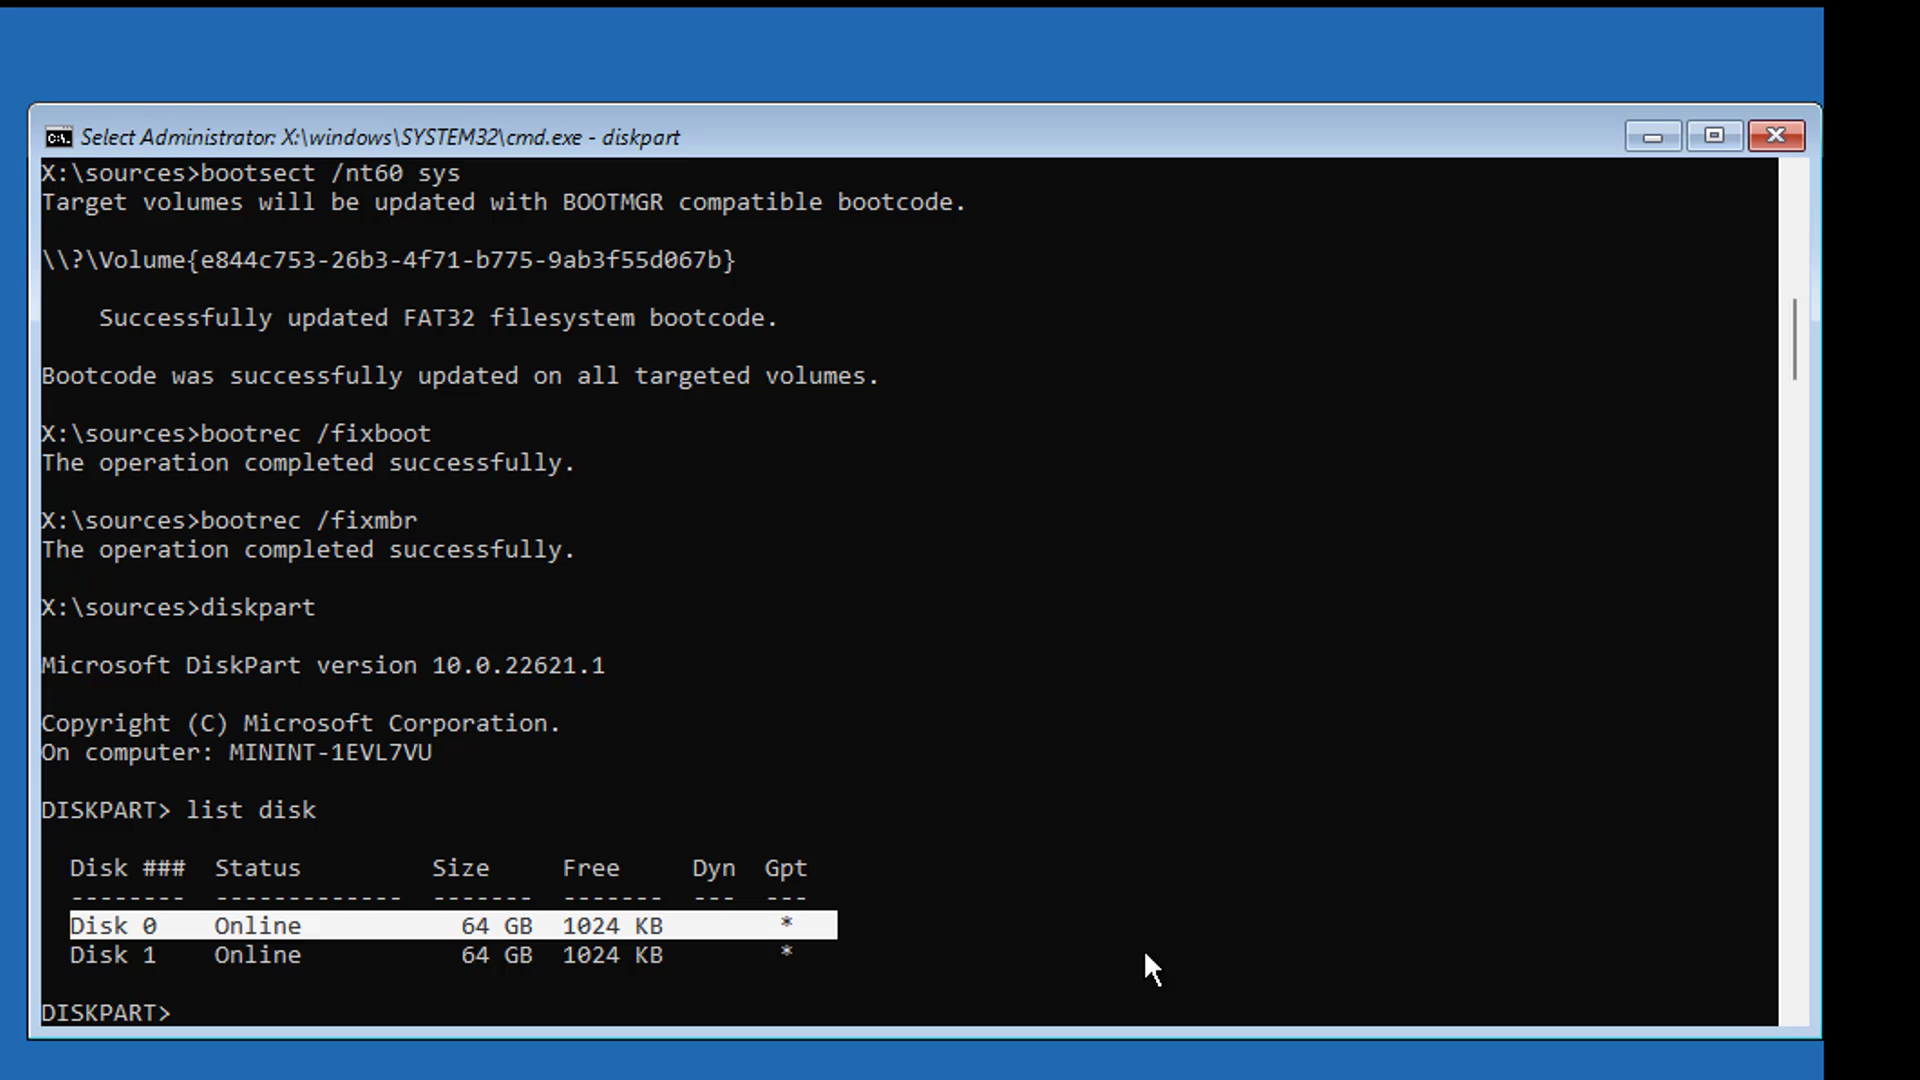 Select Administrator: X:\windows\SYSTEM32\cmd.exe - diskpart
X:\sources>bootsect /nt60 sys
Target volumes will be updated with BOOTMGR compatible bootcode.
\\?\Volume{e844c753-26b3-4f71-b775-9ab3f55d067b}
    Successfully updated FAT32 filesystem bootcode.
Bootcode was successfully updated on all targeted volumes.
X:\sources>bootrec /fixboot
The operation completed successfully.
X:\sources>bootrec /fixmbr
The operation completed successfully.
X:\sources>diskpart
Microsoft DiskPart version 10.0.22621.1
Copyright (C) Microsoft Corporation.
On computer: MININT-1EVL7VU
DISKPART> list disk
  Disk ###  Status         Size     Free     Dyn  Gpt
  --------  -------------  -------  -------  ---  ---
  Disk 0    Online           64 GB  1024 KB        *
  Disk 1    Online           64 GB  1024 KB        *
DISKPART>